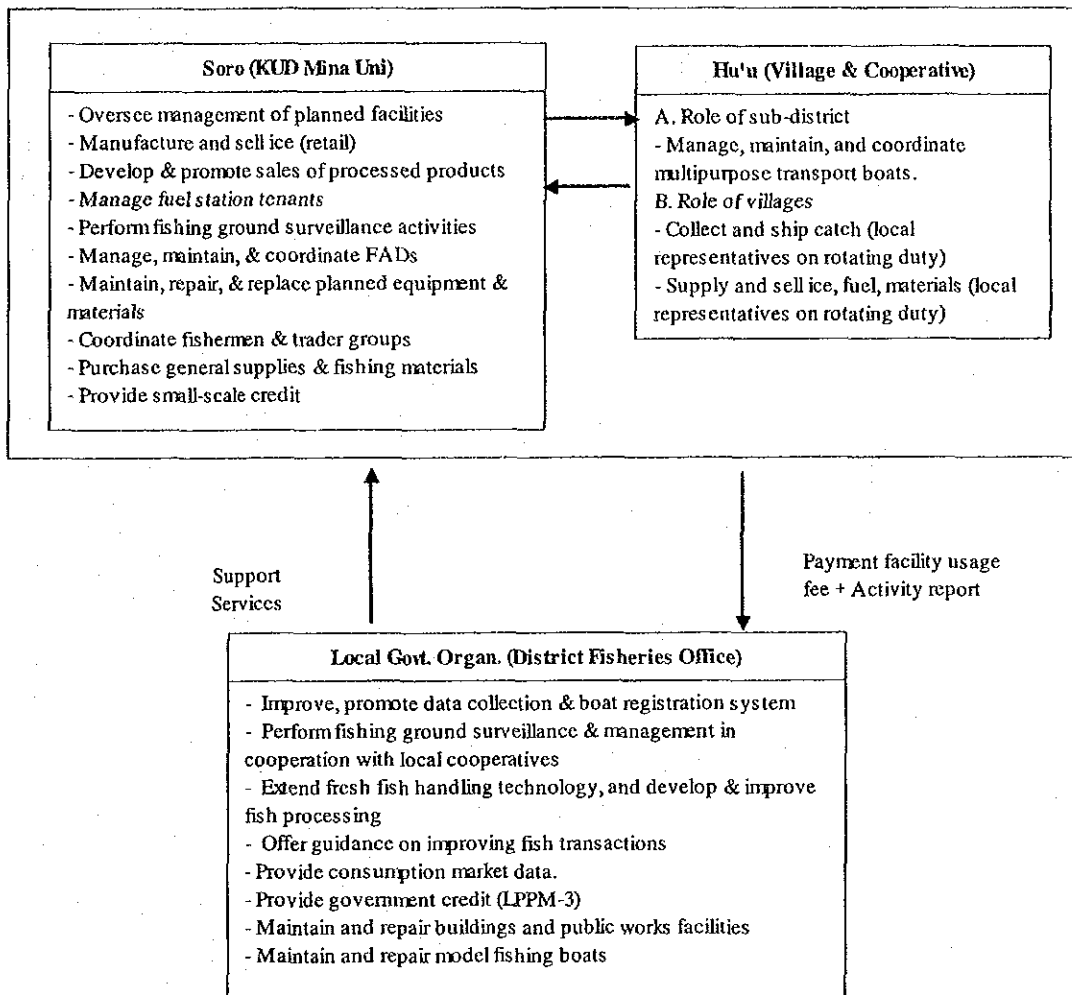 Soro (KUD Mina Uni)
- Oversee management of planned facilities
- Manufacture and sell ice (retail)
- Develop & promote sales of processed products
- Manage fuel station tenants
- Perform fishing ground surveillance activities
- Manage, maintain, & coordinate FADs
- Maintain, repair, & replace planned equipment &
materials
- Coordinate fishermen & trader groups
- Purchase general supplies & fishing materials
- Provide small-scale credit
Hu'u (Village & Cooperative)
A. Role of sub-district
- Manage, maintain, and coordinate
multipurpose transport boats.
B. Role of villages
- Collect and ship catch (local
representatives on rotating duty)
- Supply and sell ice, fuel, materials (local
representatives on rotating duty)
Support
Services
Payment facility usage
fee + Activity report
Local Govt. Organ. (District Fisheries Office)
- Improve, promote data collection & boat registration system
- Perform fishing ground surveillance & management in
cooperation with local cooperatives
- Extend fresh fish handling technology, and develop & improve
fish processing
- Offer guidance on improving fish transactions
- Provide consumption market data.
- Provide government credit (LPPM-3)
- Maintain and repair buildings and public works facilities
- Maintain and repair model fishing boats